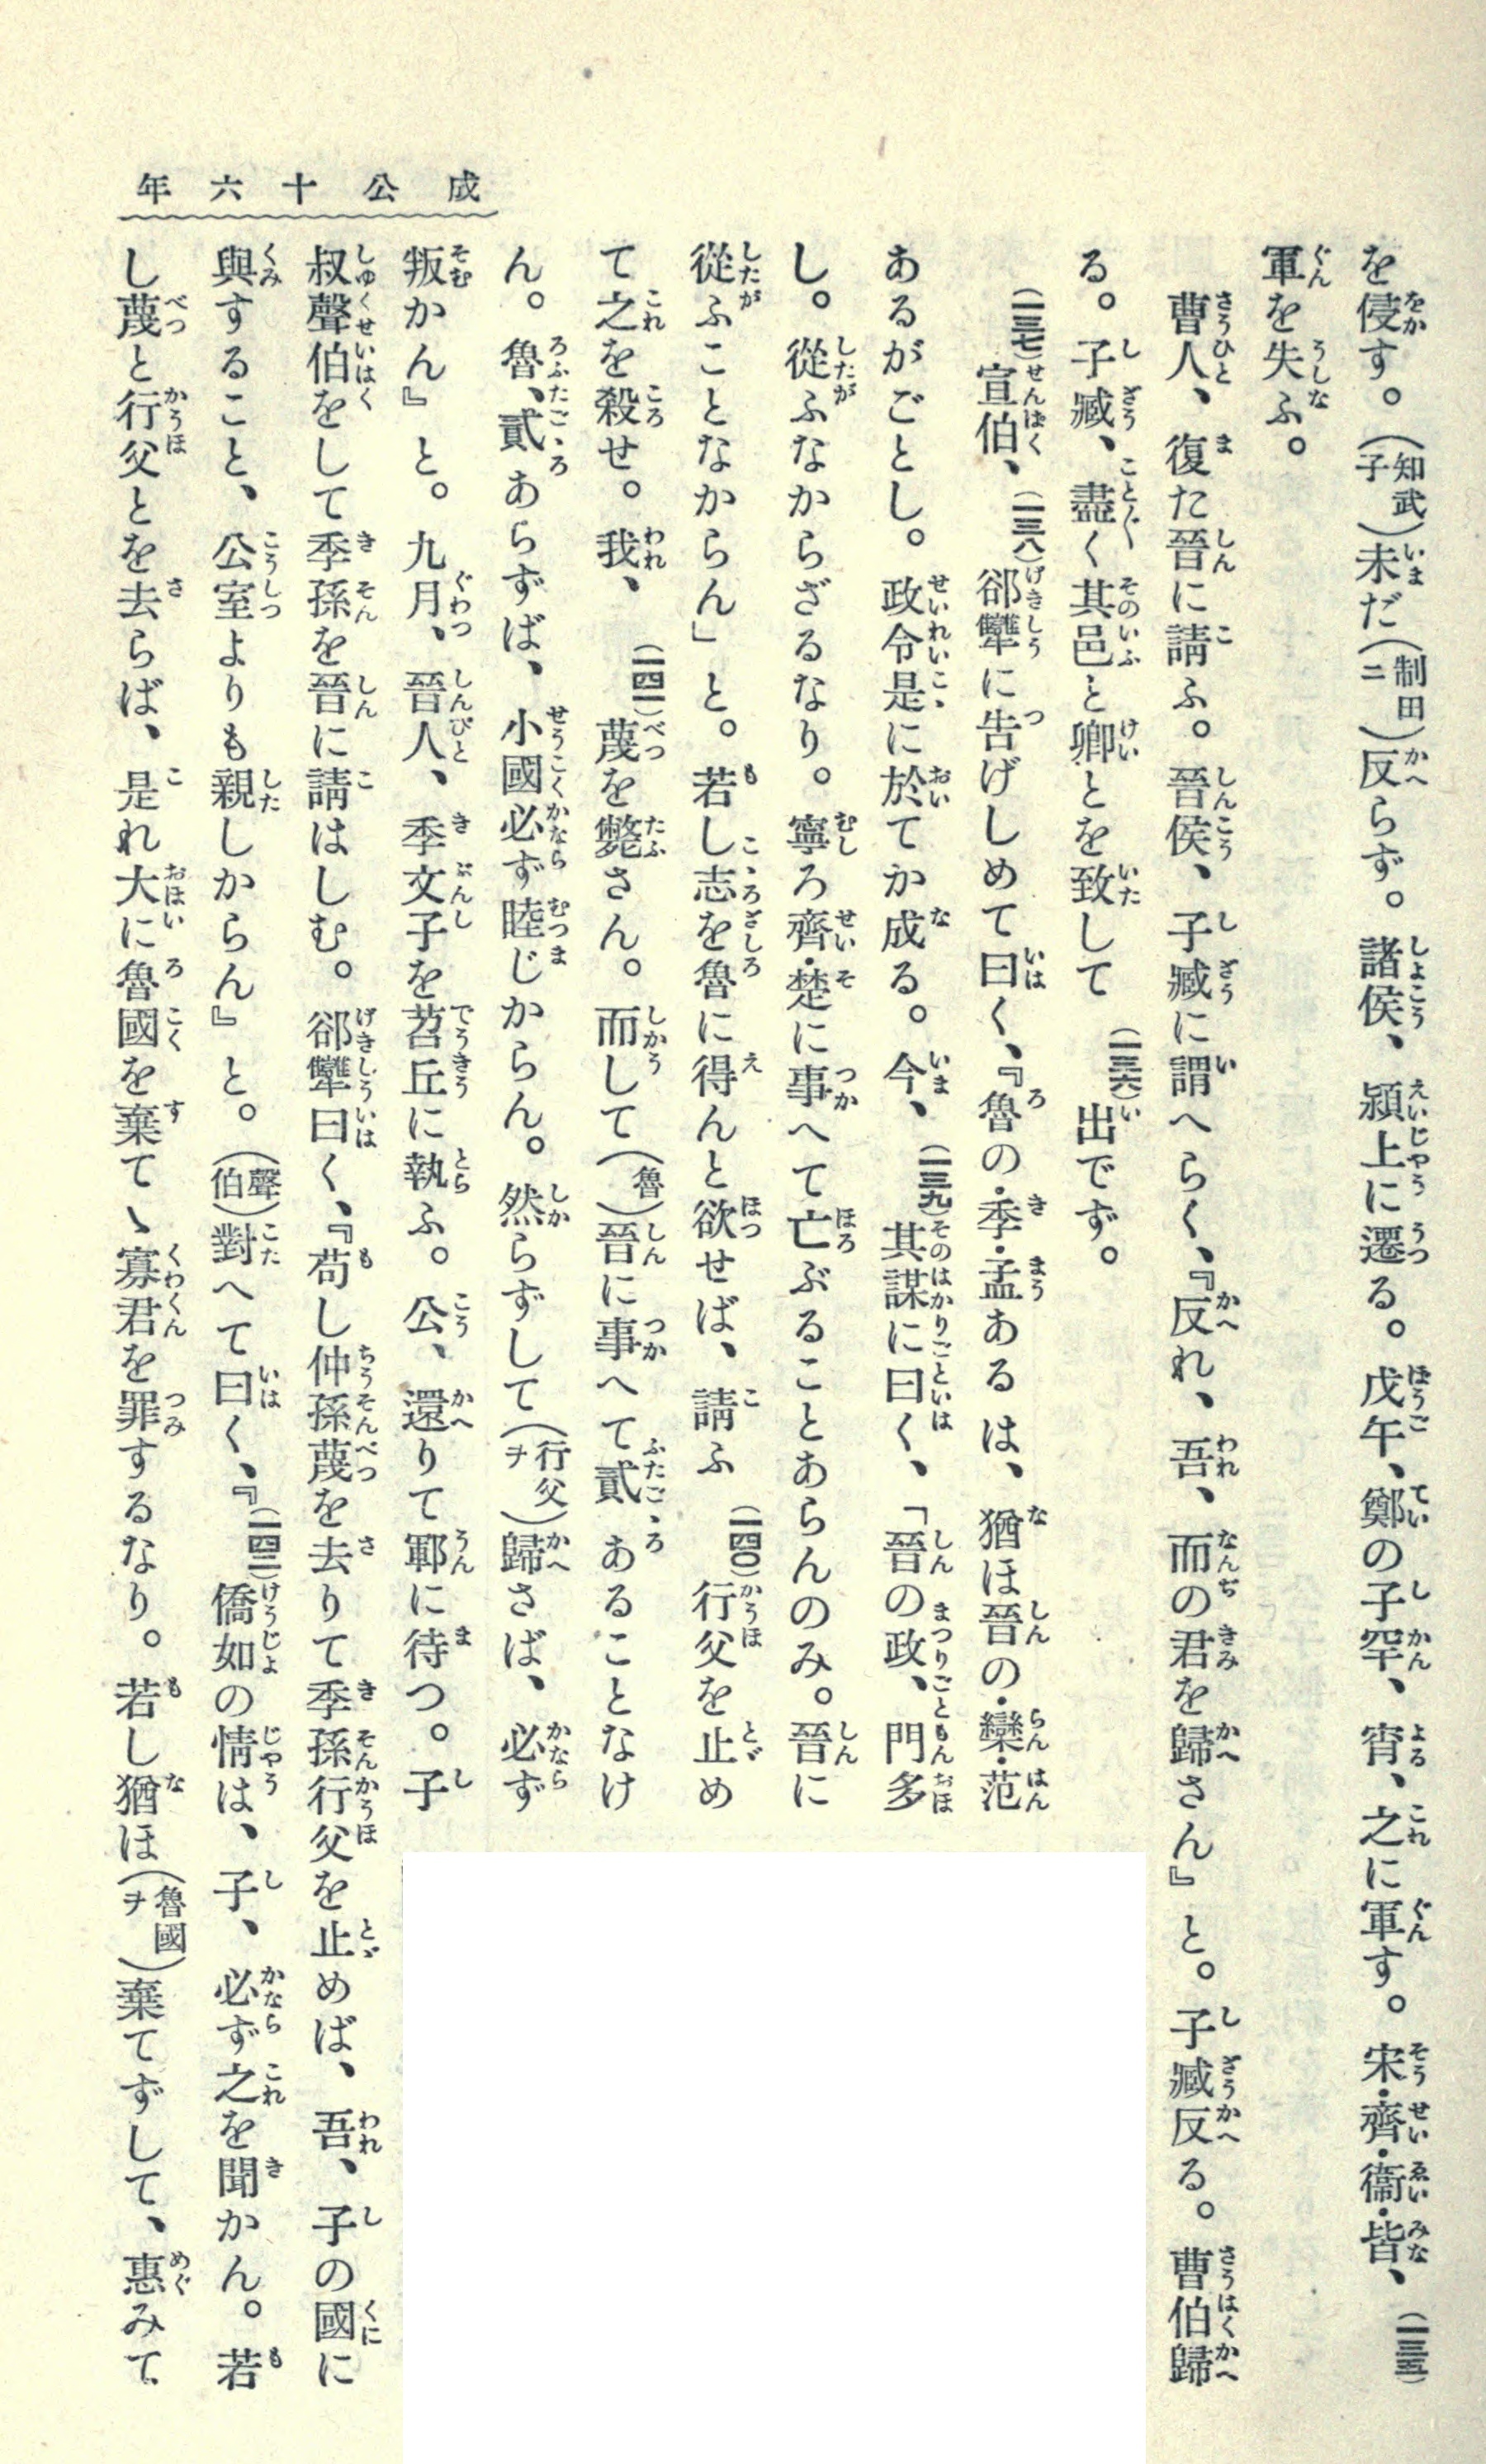 成公十六年
を侵す。(知武子)未だ(制田ニ)反らず。諸侯、潁上に遷る。戊午、鄭の子罕、宵、之に軍す。宋・齊・衞・皆、(一三五)
軍を失ふ。
曹人、復た晉に請ふ。晉侯、子臧に謂へらく、『反れ、吾、而の君を歸さん』と。子臧反る。曹伯歸
る。子臧、盡く其邑と卿とを致して(一三六)出でず。
(一三七)宣伯、(一三八)郤犫に吿げしめて曰く、『魯の・季・孟あるは、猶ほ晉の・欒・范
あるがごとし。政令是に於てか成る。今、(一三九)其謀に曰く、「晉の政、門多
し。從ふなからざるなり。寧ろ齊・楚に事へて亡ぶることあらんのみ。晉に
從ふことなからん」と。若し志を魯に得んと欲せば、請ふ(一四〇)行父を止め
て之を殺せ。我、(一四一)蔑を斃さん。而して(魯)晉に事へて貳あることなけ
ん。魯、貳あらずば、小國必ず睦じからん。然らずして(行父ヲ)歸さば、必ず
叛かん』と。九月、晉人、季文子を苕丘に執ふ。公、還りて鄆に待つ。子
叔聲伯をして季孫を晉に請はしむ。郤犫曰く、『苟し仲孫蔑を去りて季孫行父を止めば、吾、子の國に
與すること、公室よりも親しからん』と。(聲伯)對へて曰く、『(一四二)僑如の情は、子、必ず之を聞かん。若
し蔑と行父とを去らば、是れ大に魯國を棄てゝ寡君を罪するなり。若し猶ほ(魯國ヲ)棄てずして、惠みて